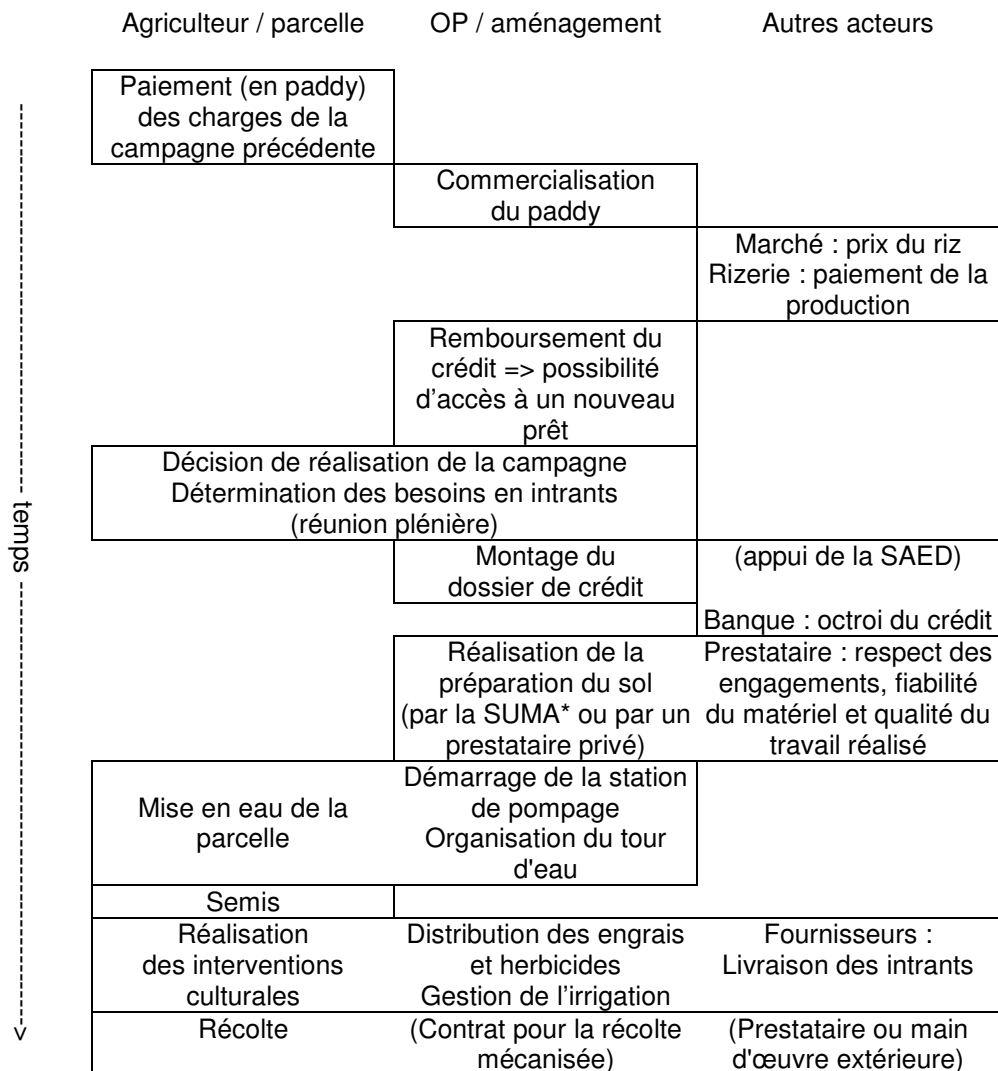 Agriculteur / parcelle OP / aménagement Autres acteurs
Paiement (en paddy)
des charges de la
campagne précédente
Commercialisation
du paddy
Marché : prix du riz
Rizerie : paiement de la
production
Remboursement du
crédit => possibilité
d'accès à un nouveau
prêt
Décision de réalisation de la campagne
Détermination des besoins en intrants
(réunion plénière)
Montage du
dossier de crédit
(appui de la SAED)
Banque : octroi du crédit
Réalisation de la
préparation du sol
(par la SUMA* ou par un
prestataire privé)
Prestataire : respect des
engagements, fiabilité
du matériel et qualité du
travail réalisé
Mise en eau de la
parcelle
Démarrage de la station
de pompage
Organisation du tour
d'eau
Semis
Réalisation
des interventions
culturales
Distribution des engrais
et herbicides
Gestion de l'irrigation
Fournisseurs :
Livraison des intrants
Récolte
(Contrat pour la récolte
mécanisée)
(Prestataire ou main
d'œuvre extérieure)
temps